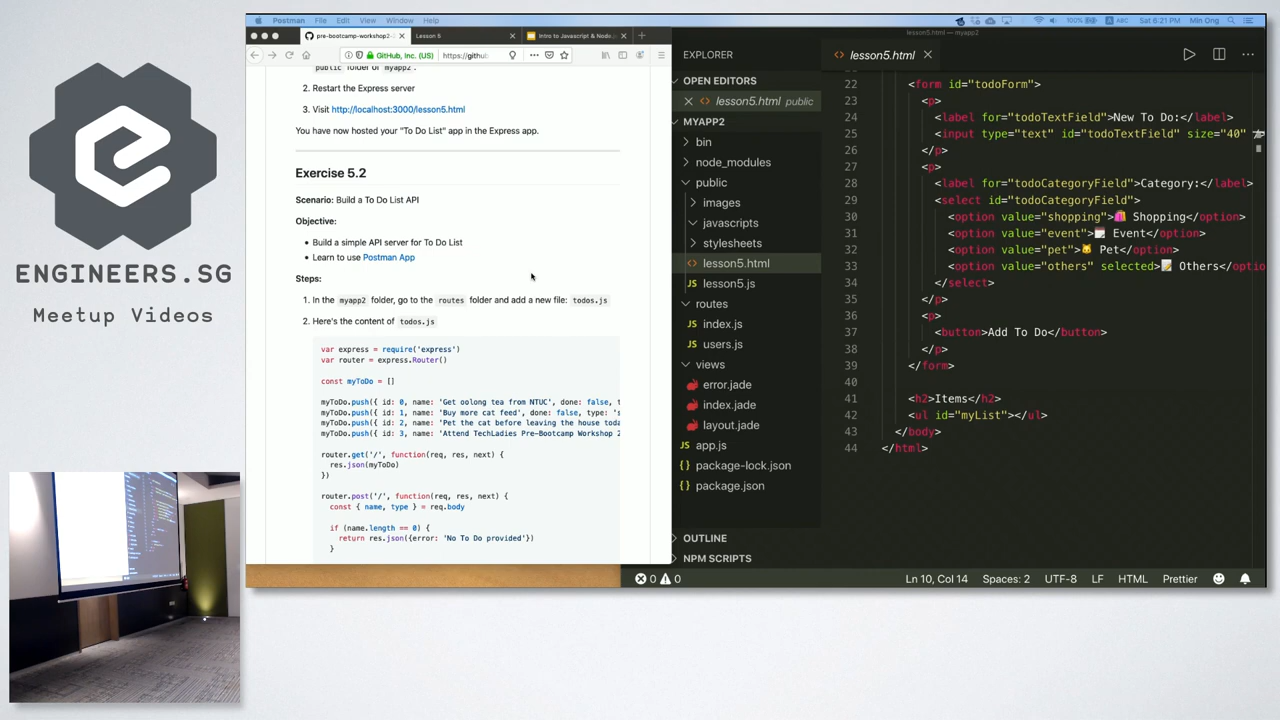 ENGINEERS.SG
Meetup Videos
Postman File Edit View Window Help
100% ABC Sat 6:21 PM Min Ong
pre-bootcamp-workshop2-
Lesson 5
Intro to Javascript & Node.
GitHub, Inc. (US)
https://github
public folder of myapp2.
2. Restart the Express server
3. Visit http://localhost:3000/lesson5.html
You have now hosted your "To Do List" app in the Express app.
Exercise 5.2
Scenario: Build a To Do List API
Objective:
• Build a simple API server for To Do List
• Learn to use Postman App
Steps:
1. In the myapp2 folder, go to the routes folder and add a new file: todos.js
2. Here's the content of todos.js
var express = require('express')
var router = express.Router()
const myToDo = []
myToDo.push({ id: 0, name: 'Get oolong tea from NTUC', done: false, t
myToDo.push({ id: 1, name: 'Buy more cat feed', done: false, type: 's
myToDo.push({ id: 2, name: 'Pet the cat before leaving the house toda
myToDo.push({ id: 3, name: 'Attend TechLadies Pre-Bootcamp Workshop 2
router.get('/', function(req, res, next) {
res.json(myToDo)
})
router.post('/', function(req, res, next) {
const { name, type } = req.body
if (name.length == 0) {
return res.json({error: 'No To Do provided'})
}
lesson5.html — myapp2
EXPLORER
OPEN EDITORS
lesson5.html public
MYAPP2
bin
node_modules
public
images
javascripts
stylesheets
lesson5.html
lesson5.js
routes
index.js
users.js
views
error.jade
index.jade
layout.jade
app.js
package-lock.json
package.json
OUTLINE
NPM SCRIPTS
lesson5.html
22 <form id="todoForm">
23 <p>
24 <label for="todoTextField">New To Do:</label>
25 <input type="text" id="todoTextField" size="40"
26 </p>
27 <p>
28 <label for="todoCategoryField">Category:</label>
29 <select id="todoCategoryField">
30 <option value="shopping">🛍 Shopping</option>
31 <option value="event">🗓 Event</option>
32 <option value="pet">🐱 Pet</option>
33 <option value="others" selected>📝 Others</optio
34 </select>
35 </p>
36 <p>
37 <button>Add To Do</button>
38 </p>
39 </form>
40
41 <h2>Items</h2>
42 <ul id="myList"></ul>
43 </body>
44 </html>
0 0
Ln 10, Col 14 Spaces: 2 UTF-8 LF HTML Prettier